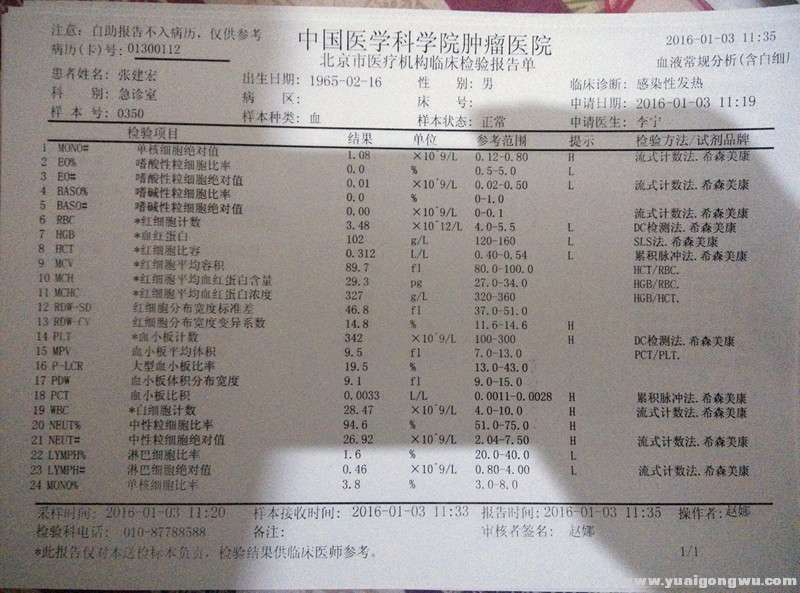 注意：自助报告不入病历，仅供参考
中国医学科学院肿瘤医院
2016-01-03 11:35
病历(卡)号: 01300112
北京市医疗机构临床检验报告单
血液常规分析(含白细
患者姓名: 张建宏 出生日期: 1965-02-16 性 别: 男 临床诊断: 感染性发热
科 别: 急诊室 病 区: 床 号: 申请日期: 2016-01-03 11:19
样 本 号: 0350 样本种类: 血 样本状态: 正常 申请医生: 李宁
检验项目 结果 单位 参考范围 提示 检验方法/试剂品牌
1 MONO# 单核细胞绝对值 1.08 ×10^9/L 0.12-0.80 H 流式计数法.希森美康
2 EO% 嗜酸性粒细胞比率 0.0 % 0.5-5.0 L
3 EO# 嗜酸性粒细胞绝对值 0.01 ×10^9/L 0.02-0.50 L 流式计数法.希森美康
4 BASO% 嗜碱性粒细胞比率 0.0 % 0-1.0
5 BASO# 嗜碱性粒细胞绝对值 0.00 ×10^9/L 0-0.1 流式计数法.希森美康
6 RBC *红细胞计数 3.48 ×10^12/L 4.0-5.5 L DC检测法.希森美康
7 HGB *血红蛋白 102 g/L 120-160 L SLS法.希森美康
8 HCT *红细胞比容 0.312 L/L 0.40-0.54 L 累积脉冲法.希森美康
9 MCV *红细胞平均容积 89.7 fl 80.0-100.0 HCT/RBC.
10 MCH *红细胞平均血红蛋白含量 29.3 pg 27.0-34.0 HGB/RBC.
11 MCHC *红细胞平均血红蛋白浓度 327 g/L 320-360 HGB/HCT.
12 RDW-SD 红细胞分布宽度标准差 46.8 fl 37.0-51.0
13 RDW-CV 红细胞分布宽度变异系数 14.8 % 11.6-14.6 H
14 PLT *血小板计数 342 ×10^9/L 100-300 H DC检测法.希森美康
15 MPV 血小板平均体积 9.5 fl 7.0-13.0 PCT/PLT.
16 P-LCR 大型血小板比率 19.5 % 13.0-43.0
17 PDW 血小板体积分布宽度 9.1 fl 9.0-15.0
18 PCT 血小板比积 0.0033 L/L 0.0011-0.0028 H 累积脉冲法.希森美康
19 WBC *白细胞计数 28.47 ×10^9/L 4.0-10.0 H 流式计数法.希森美康
20 NEUT% 中性粒细胞比率 94.6 % 51.0-75.0 H
21 NEUT# 中性粒细胞绝对值 26.92 ×10^9/L 2.04-7.50 H 流式计数法.希森美康
22 LYMPH% 淋巴细胞比率 1.6 % 20.0-40.0 L
23 LYMPH# 淋巴细胞绝对值 0.46 ×10^9/L 0.80-4.00 L 流式计数法.希森美康
24 MONO% 单核细胞比率 3.8 % 3.0-8.0
采样时间: 2016-01-03 11:20 样本接收时间: 2016-01-03 11:33 报告时间: 2016-01-03 11:35 操作者: 赵娜
检验科电话: 010-87788588 备注: 审核者签名: 赵娜
*此报告仅对本送检标本负责，检验结果供临床医师参考。 1/1
www.yuaigongwu.com